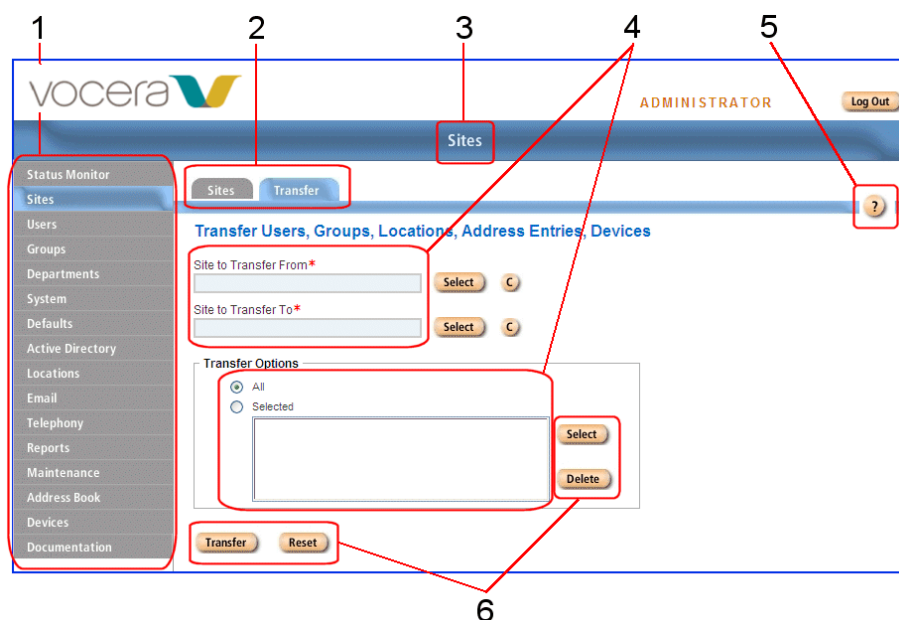 1 2 3 4 5
vocera
ADMINISTRATOR Log Out
Sites
Status Monitor
Sites
Users
Groups
Departments
System
Defaults
Active Directory
Locations
Email
Telephony
Reports
Maintenance
Address Book
Devices
Documentation
Sites Transfer
?
Transfer Users, Groups, Locations, Address Entries, Devices
Site to Transfer From*
Select C
Site to Transfer To*
Select C
Transfer Options
All
Selected
Select
Delete
Transfer Reset
6